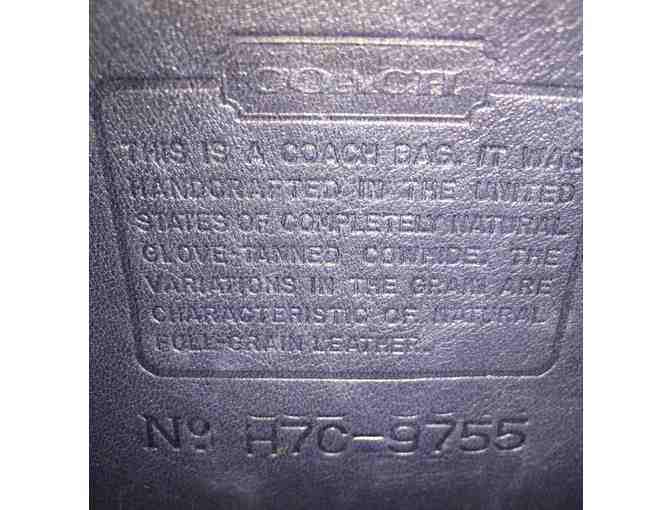 COACH
THIS IS A COACH BAG. IT WAS
HANDCRAFTED IN THE UNITED
STATES OF COMPLETELY NATURAL
GLOVE-TANNED COWHIDE. THE
VARIATIONS IN THE GRAIN ARE
CHARACTERISTIC OF NATURAL
FULL-GRAIN LEATHER.
No H7C-9755